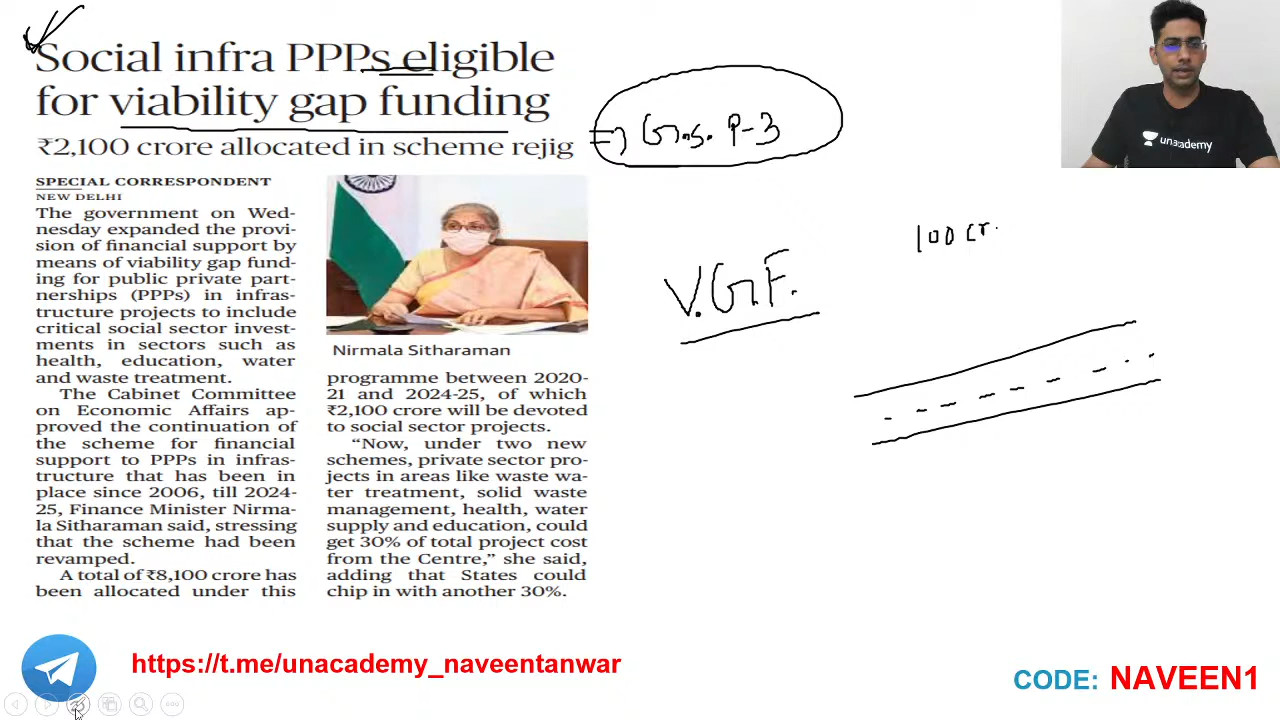 Social infra PPPs eligible
for viability gap funding
₹2,100 crore allocated in scheme rejig
SPECIAL CORRESPONDENT
NEW DELHI
The government on Wed-
nesday expanded the provi-
sion of financial support by
means of viability gap fund-
ing for public private part-
nerships (PPPs) in infras-
tructure projects to include
critical social sector invest-
ments in sectors such as
health, education, water
and waste treatment.
The Cabinet Committee
on Economic Affairs ap-
proved the continuation of
the scheme for financial
support to PPPs in infras-
tructure that has been in
place since 2006, till 2024-
25, Finance Minister Nirma-
la Sitharaman said, stressing
that the scheme had been
revamped.
A total of ₹8,100 crore has
been allocated under this
Nirmala Sitharaman
programme between 2020-
21 and 2024-25, of which
₹2,100 crore will be devoted
to social sector projects.
“Now, under two new
schemes, private sector pro-
jects in areas like waste wa-
ter treatment, solid waste
management, health, water
supply and education, could
get 30% of total project cost
from the Centre,” she said,
adding that States could
chip in with another 30%.
⇒ G.S. P-3
V.G.F.
100 cr.
unacademy
https://t.me/unacademy_naveentanwar
CODE: NAVEEN1